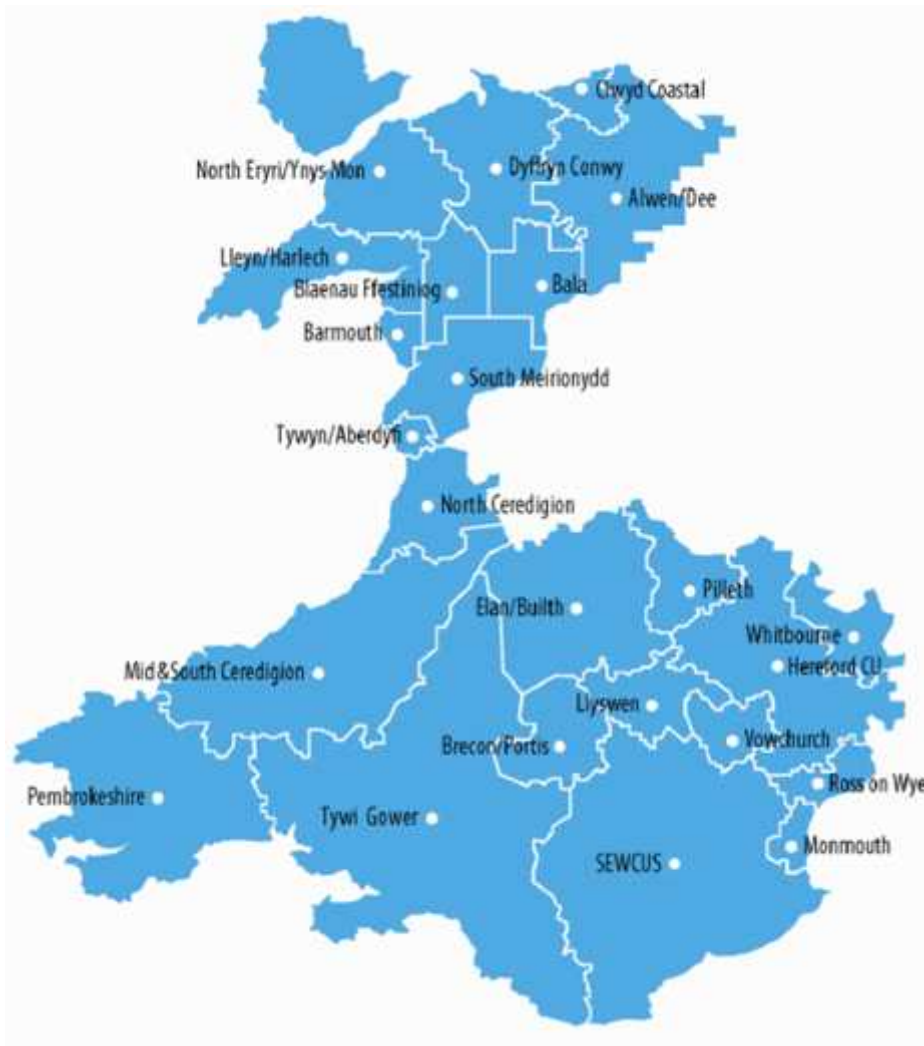 Clwyd Coastal
North Eryri/Ynys Mon
Dyffryn Conwy
Alwen/Dee
Lleyn/Harlech
Blaenau Ffestiniog
Bala
Barmouth
South Meirionydd
Tywyn/Aberdyfi
North Ceredigion
Pilleth
Elan/Builth
Whitbourne
Hereford CU
Mid&South Ceredigion
Llyswen
Vowchurch
Brecon/Portis
Ross on Wye
Pembrokeshire
Tywi Gower
Monmouth
SEWCUS